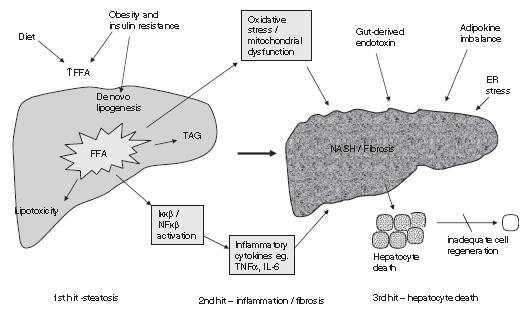 Diet
Obesity and
insulin resistance
↑FFA
De novo
lipogenesis
FFA
TAG
Lipotoxicity
Iκκβ /
NFκβ
activation
Oxidative
stress /
mitochondrial
dysfunction
Inflammatory
cytokines eg.
TNFα, IL-6
Gut-derived
endotoxin
Adipokine
imbalance
ER
stress
NASH / Fibrosis
Hepatocyte
death
inadequate cell
regeneration
1st hit - steatosis
2nd hit – inflammation / fibrosis
3rd hit – hepatocyte death